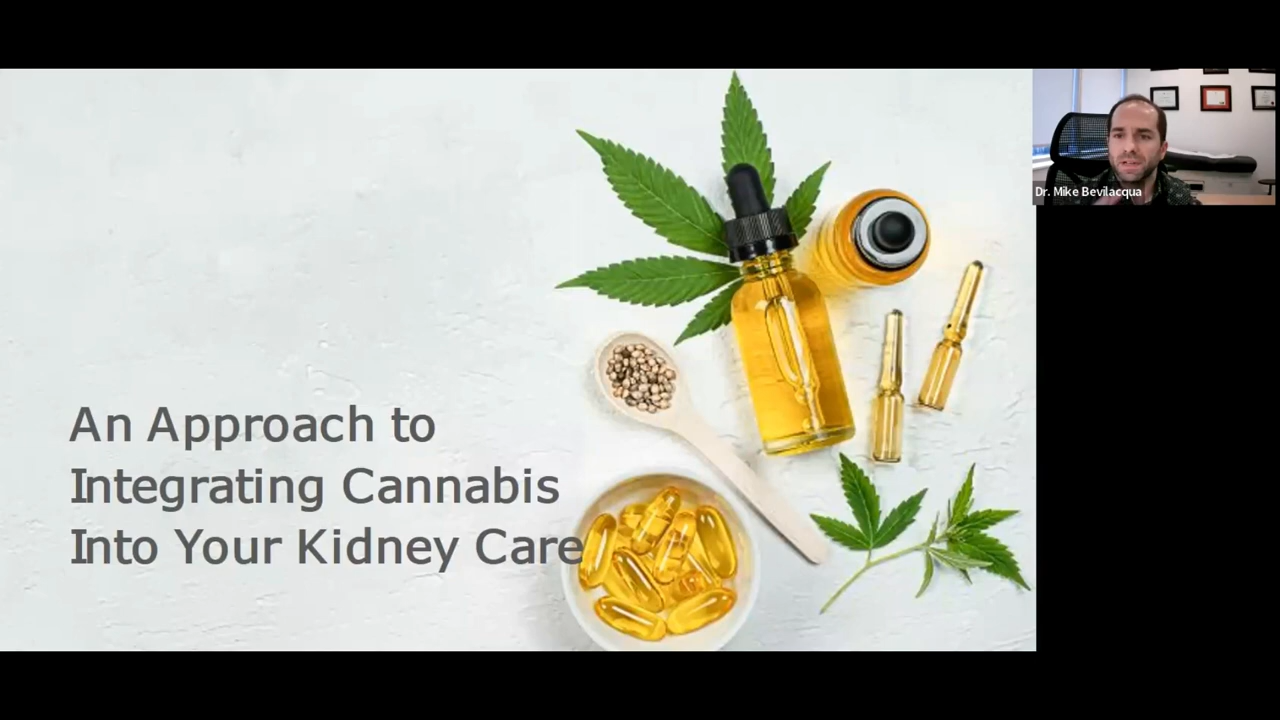 An Approach to
Integrating Cannabis
Into Your Kidney Care
Dr. Mike Bevilacqua